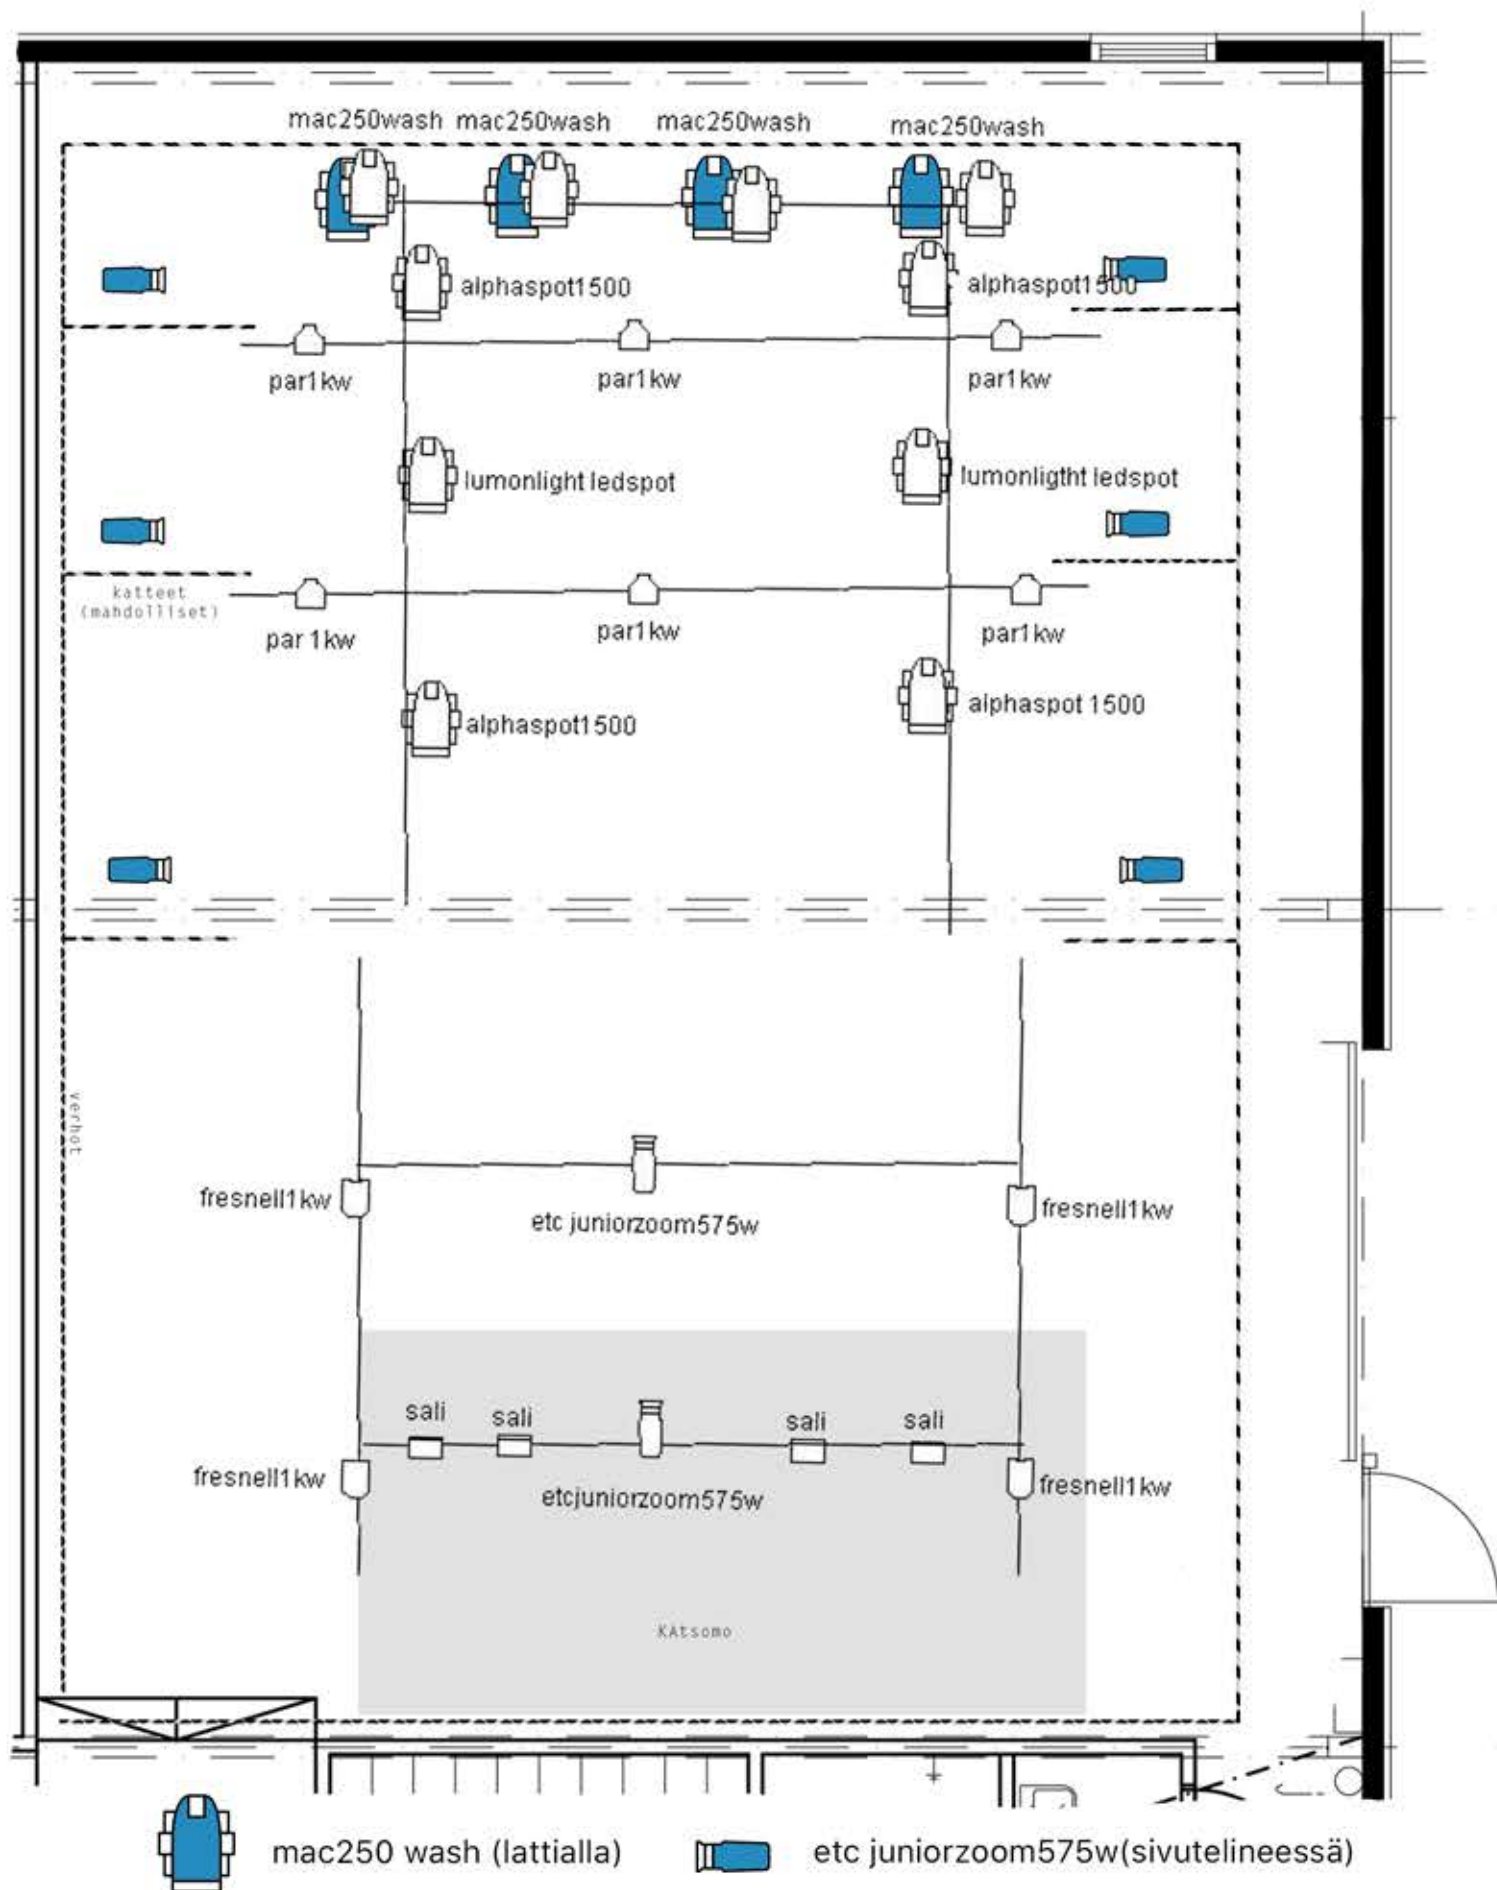 mac250wash mac250wash mac250wash mac250wash
alphaspot1500 alphaspot1500
par1kw par1kw par1kw
lumonlight ledspot lumonligtht ledspot
katteet
(mahdolliset)
par 1kw par1kw par1kw
alphaspot1500 alphaspot 1500
verhot
fresnell1kw etc juniorzoom575w fresnell1kw
sali sali sali sali
fresnell1kw etcjuniorzoom575w fresnell1kw
KAtsomo
mac250 wash (lattialla) etc juniorzoom575w(sivutelineessä)